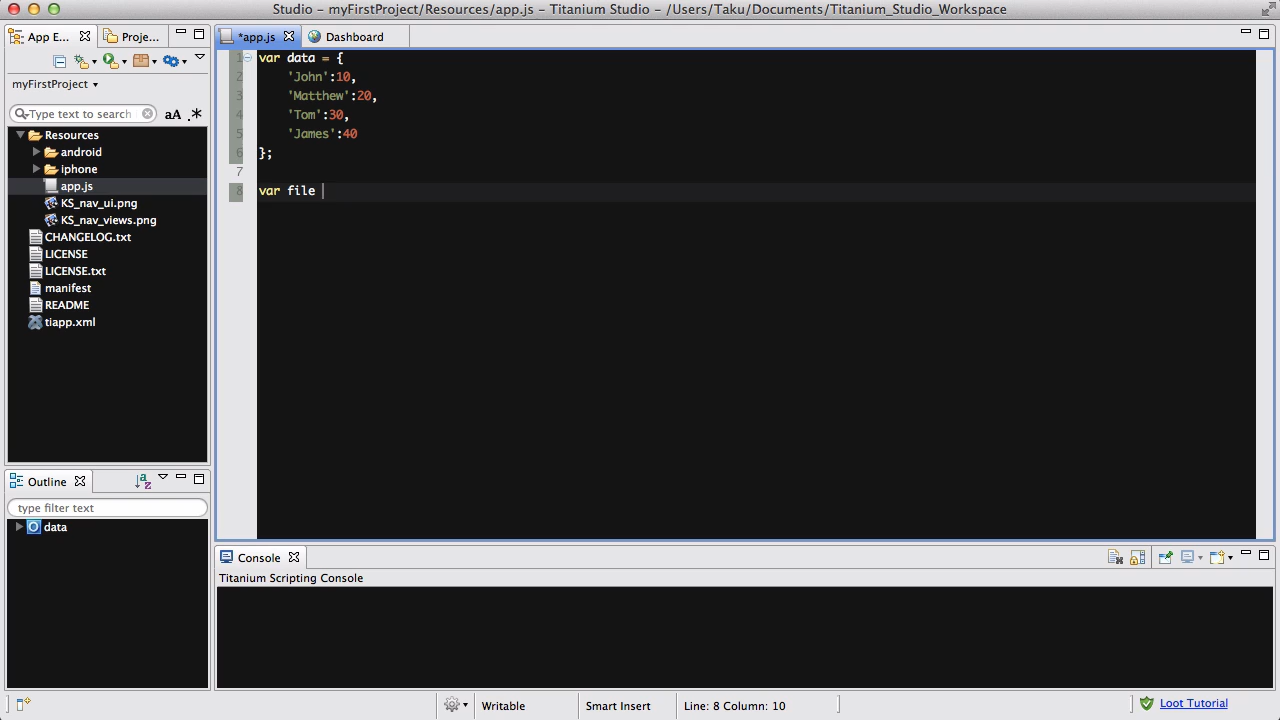 Studio – myFirstProject/Resources/app.js – Titanium Studio – /Users/Taku/Documents/Titanium_Studio_Workspace
App E...
Proje...
*app.js
Dashboard
myFirstProject
Type text to search
aA .*
Resources
android
iphone
app.js
KS_nav_ui.png
KS_nav_views.png
CHANGELOG.txt
LICENSE
LICENSE.txt
manifest
README
tiapp.xml
1 var data = {
2 'John':10,
3 'Matthew':20,
4 'Tom':30,
5 'James':40
6 };
7
8 var file
Outline
type filter text
data
Console
Titanium Scripting Console
Writable
Smart Insert
Line: 8 Column: 10
Loot Tutorial